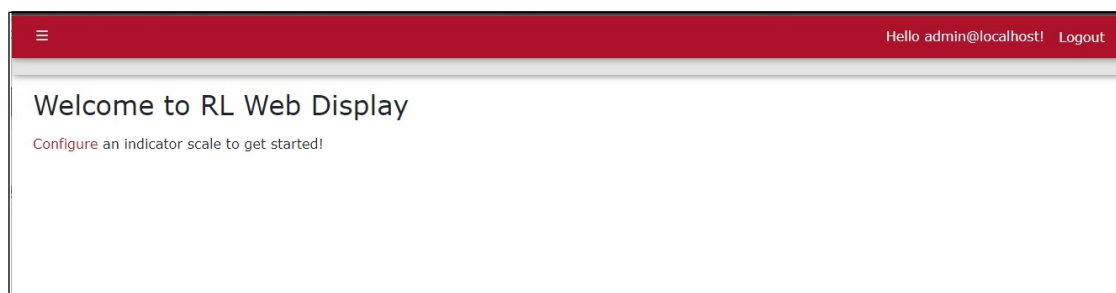 Hello admin@localhost! Logout
Welcome to RL Web Display
Configure an indicator scale to get started!